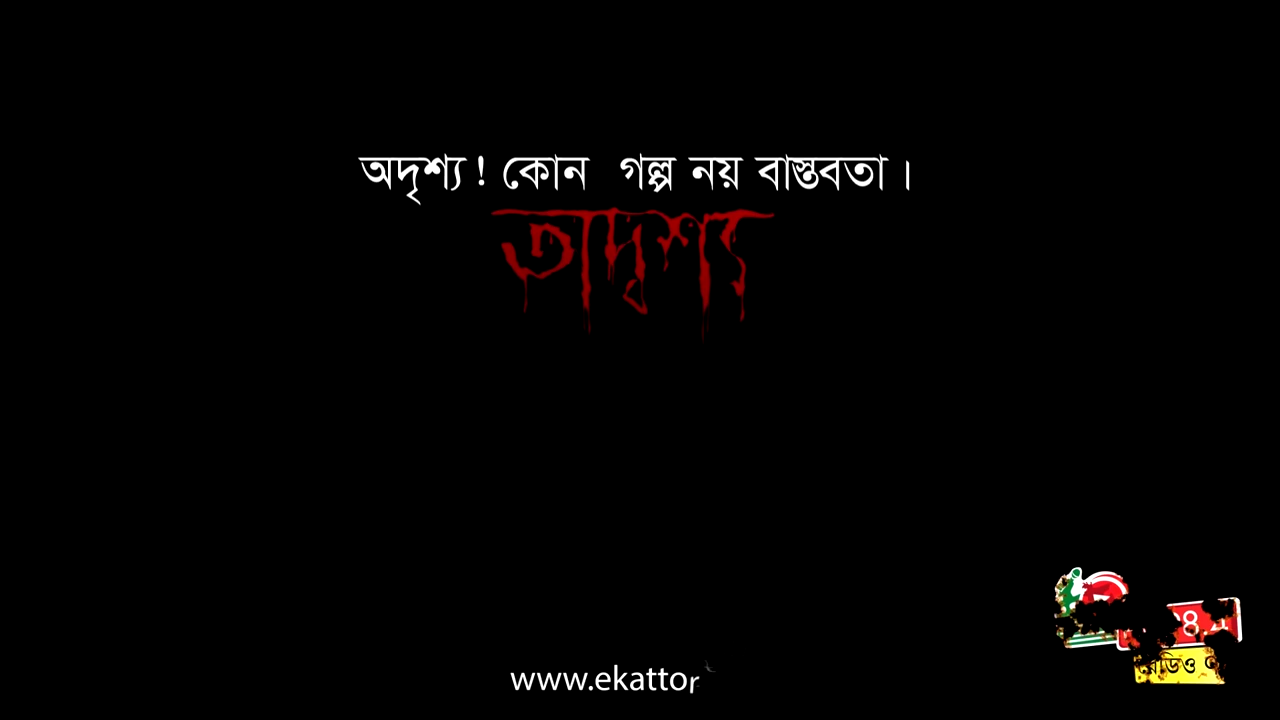 অদৃশ্য! কোন গল্প নয় বাস্তবতা।
অদৃশ্য
www.ekattor
রেডিও